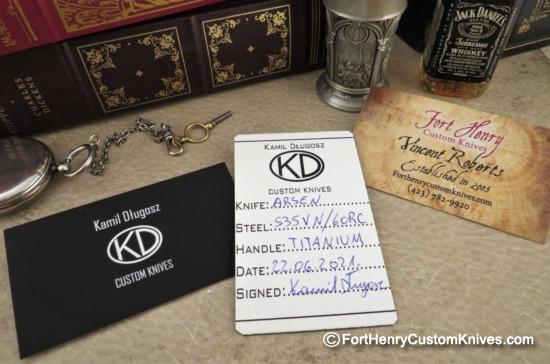 CHARLES
DICKENS
JACK DANIEL'S
Tennessee
WHISKEY
Fort Henry
Custom Knives
Vincent Roberts
Established in 2005
Forthenrycustomknives.com
(423) 782-9920
Kamil Długosz
KD
CUSTOM KNIVES
Kamil Długosz
KD
CUSTOM KNIVES
KNIFE: ARSEN
STEEL: S35VN/60RC
HANDLE: TITANIUM
DATE: 22.06.2021.
SIGNED:
©FortHenryCustomKnives.com